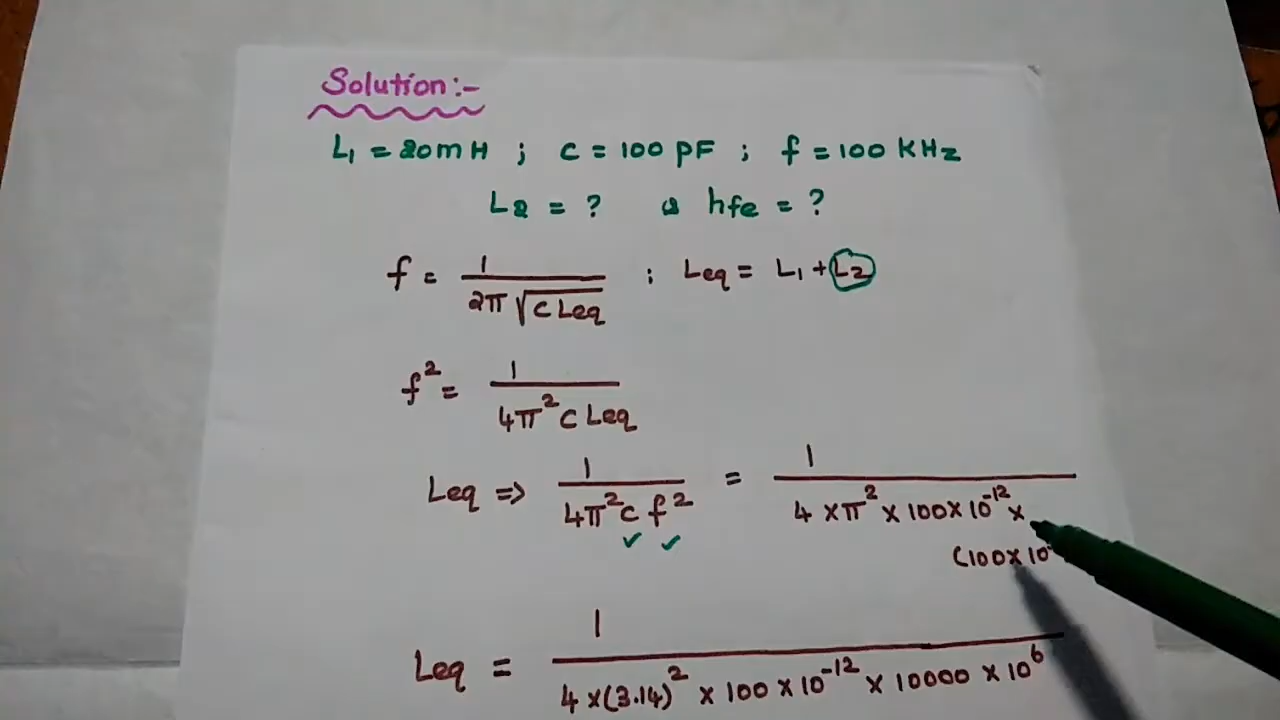 Solution:-
L₁ = 20mH ; C = 100 PF ; f = 100 KHz
L2 = ? & hfe = ?
f = 1 / 2π√(C Leq) ; Leq = L₁ + L₂
f² = 1 / 4π² C Leq
Leq => 1 / 4π² C f² = 1 / 4 × π² × 100 × 10⁻¹² ×
(100 × 10
Leq = 1 / 4 × (3.14)² × 100 × 10⁻¹² × 10000 × 10⁶